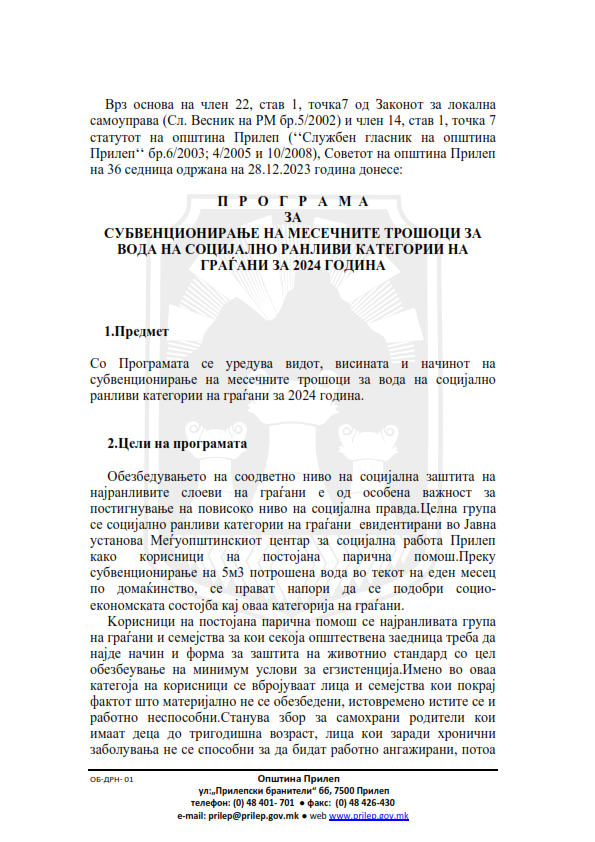 Врз основа на член 22, став 1, точка7 од Законот за локална
самоуправа (Сл. Весник на РМ бр.5/2002) и член 14, став 1, точка 7
статутот на општина Прилеп (‘‘Службен гласник на општина
Прилеп‘‘ бр.6/2003; 4/2005 и 10/2008), Советот на општина Прилеп
на 36 седница одржана на 28.12.2023 година донесе:
П Р О Г Р А М А
ЗА
СУБВЕНЦИОНИРАЊЕ НА МЕСЕЧНИТЕ ТРОШОЦИ ЗА
ВОДА НА СОЦИЈАЛНО РАНЛИВИ КАТЕГОРИИ НА
ГРАЃАНИ ЗА 2024 ГОДИНА
1.Предмет
Со Програмата се уредува видот, висината и начинот на
субвенционирање на месечните трошоци за вода на социјално
ранливи категории на граѓани за 2024 година.
2.Цели на програмата
Обезбедувањето на соодветно ниво на социјална заштита на
најранливите слоеви на граѓани е од особена важност за
постигнување на повисоко ниво на социјална правда.Целна група
се социјално ранливи категории на граѓани евидентирани во Јавна
установа Меѓуопштинскиот центар за социјална работа Прилеп
како корисници на постојана парична помош.Преку
субвенционирање на 5м3 потрошена вода во текот на еден месец
по домаќинство, се прават напори да се подобри социо-
економската состојба кај оваа категорија на граѓани.
Корисници на постојана парична помош се најранливата група
на граѓани и семејства за кои секоја општествена заедница треба да
најде начин и форма за заштита на животнио стандард со цел
обезбеување на минимум услови за егзистенција.Имено во оваа
категоја на корисници се вбројуваат лица и семејства кои покрај
фактот што материјално не се обезбедени, истовремено истите се и
работно неспособни.Станува збор за самохрани родители кои
имаат деца до тригодишна возраст, лица кои заради хронични
заболувања не се способни за да бидат работно ангажирани, потоа
ОБ-ДРН- 01
Општина Прилеп
ул:„Прилепски бранители“ бб, 7500 Прилеп
телефон: (0) 48 401- 701 ● факс: (0) 48 426-430
e-mail: prilep@prilep.gov.mk ● web www.prilep.gov.mk